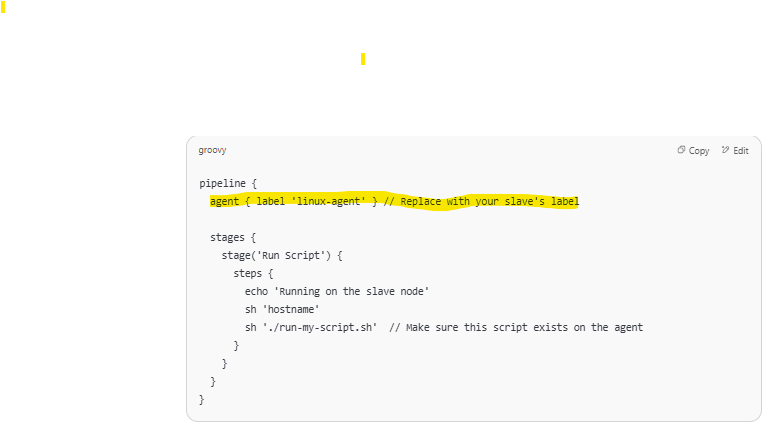 groovy
Copy Edit
pipeline {
agent { label 'linux-agent' } // Replace with your slave's label
stages {
stage('Run Script') {
steps {
echo 'Running on the slave node'
sh 'hostname'
sh './run-my-script.sh' // Make sure this script exists on the agent
}
}
}
}